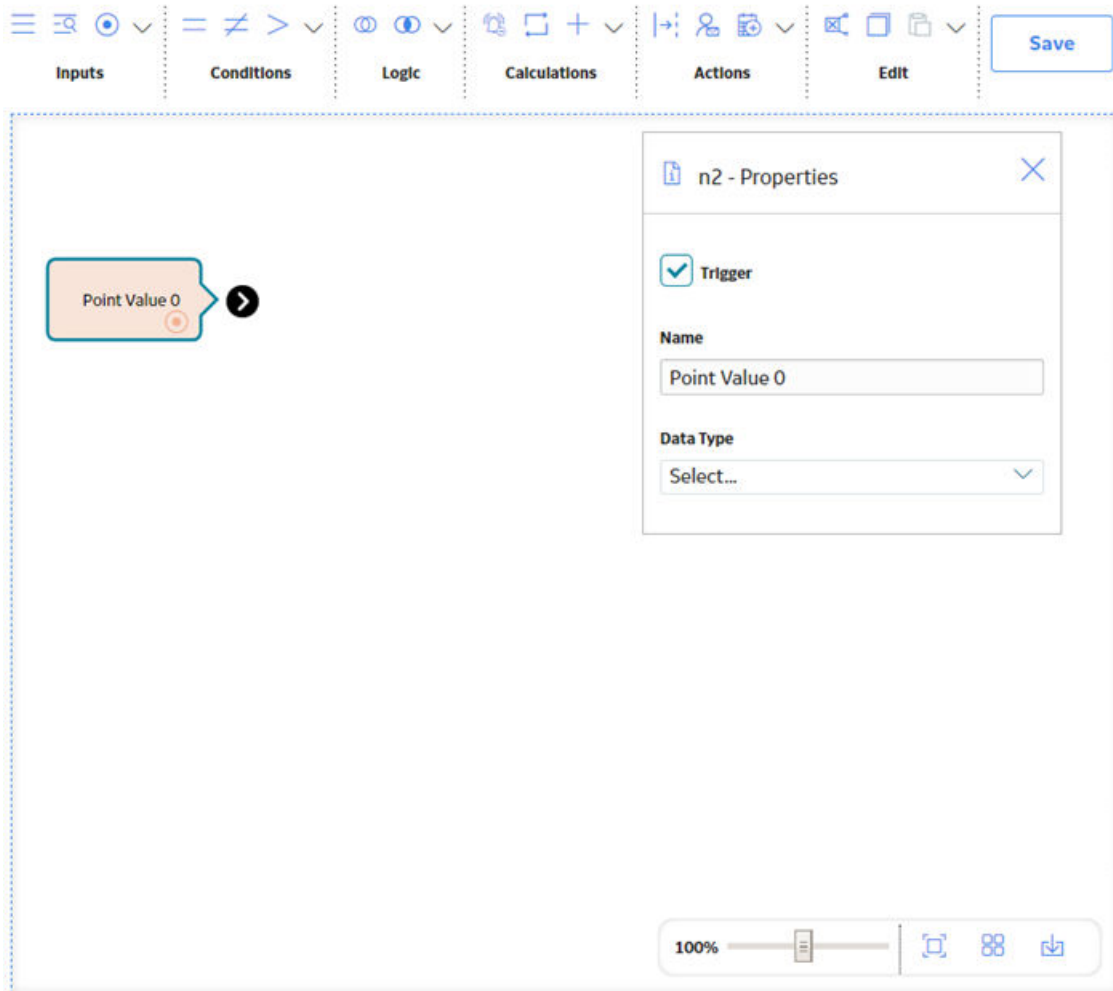 Inputs
Conditions
Logic
Calculations
Actions
Edit
Save
n2 - Properties
Trigger
Point Value 0
Name
Point Value 0
Data Type
Select...
100%